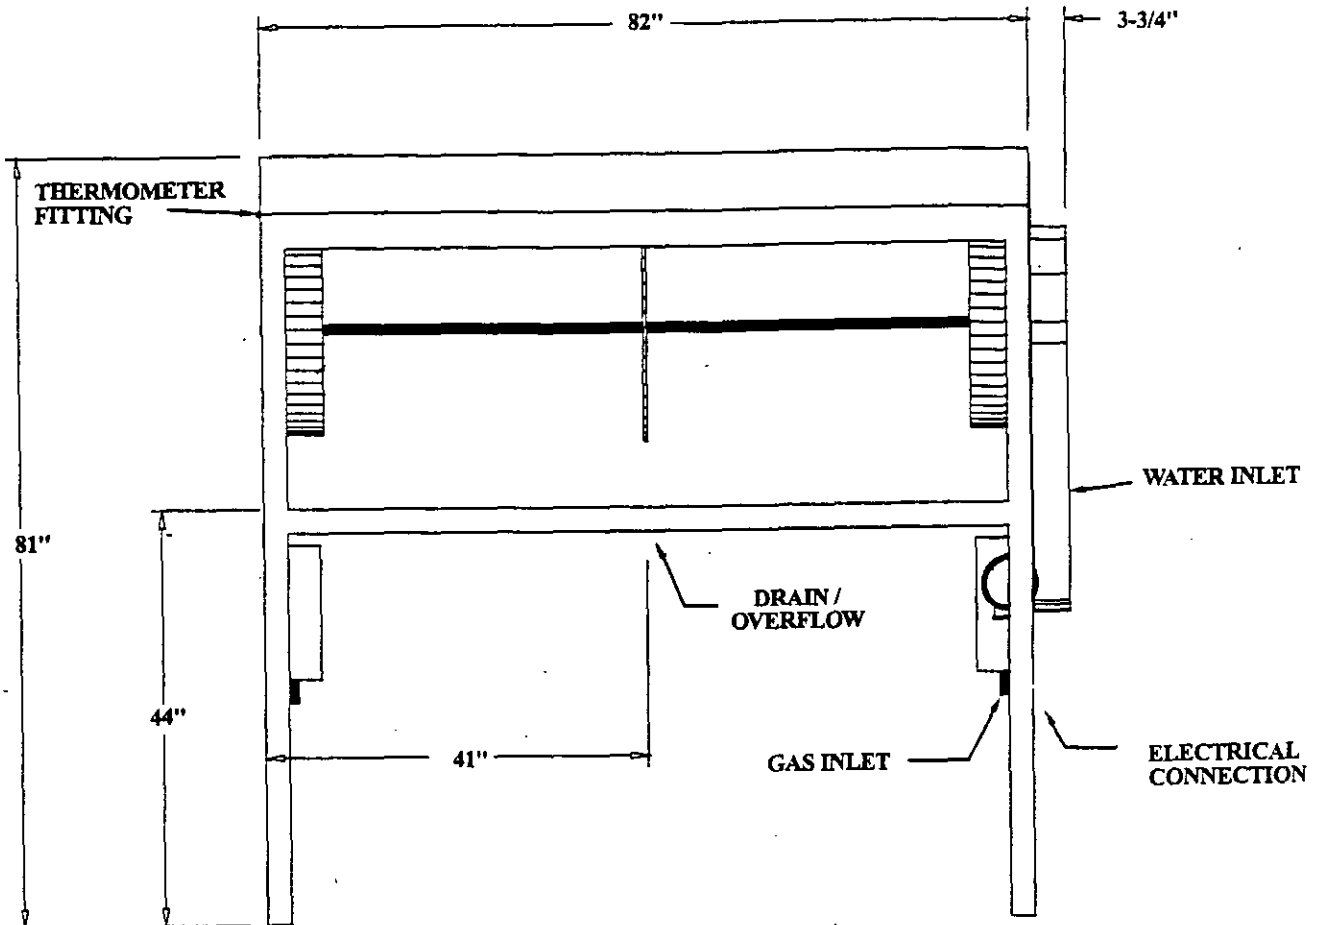 82"
3-3/4"
THERMOMETER
FITTING
WATER INLET
81"
DRAIN /
OVERFLOW
44"
41"
GAS INLET
ELECTRICAL
CONNECTION